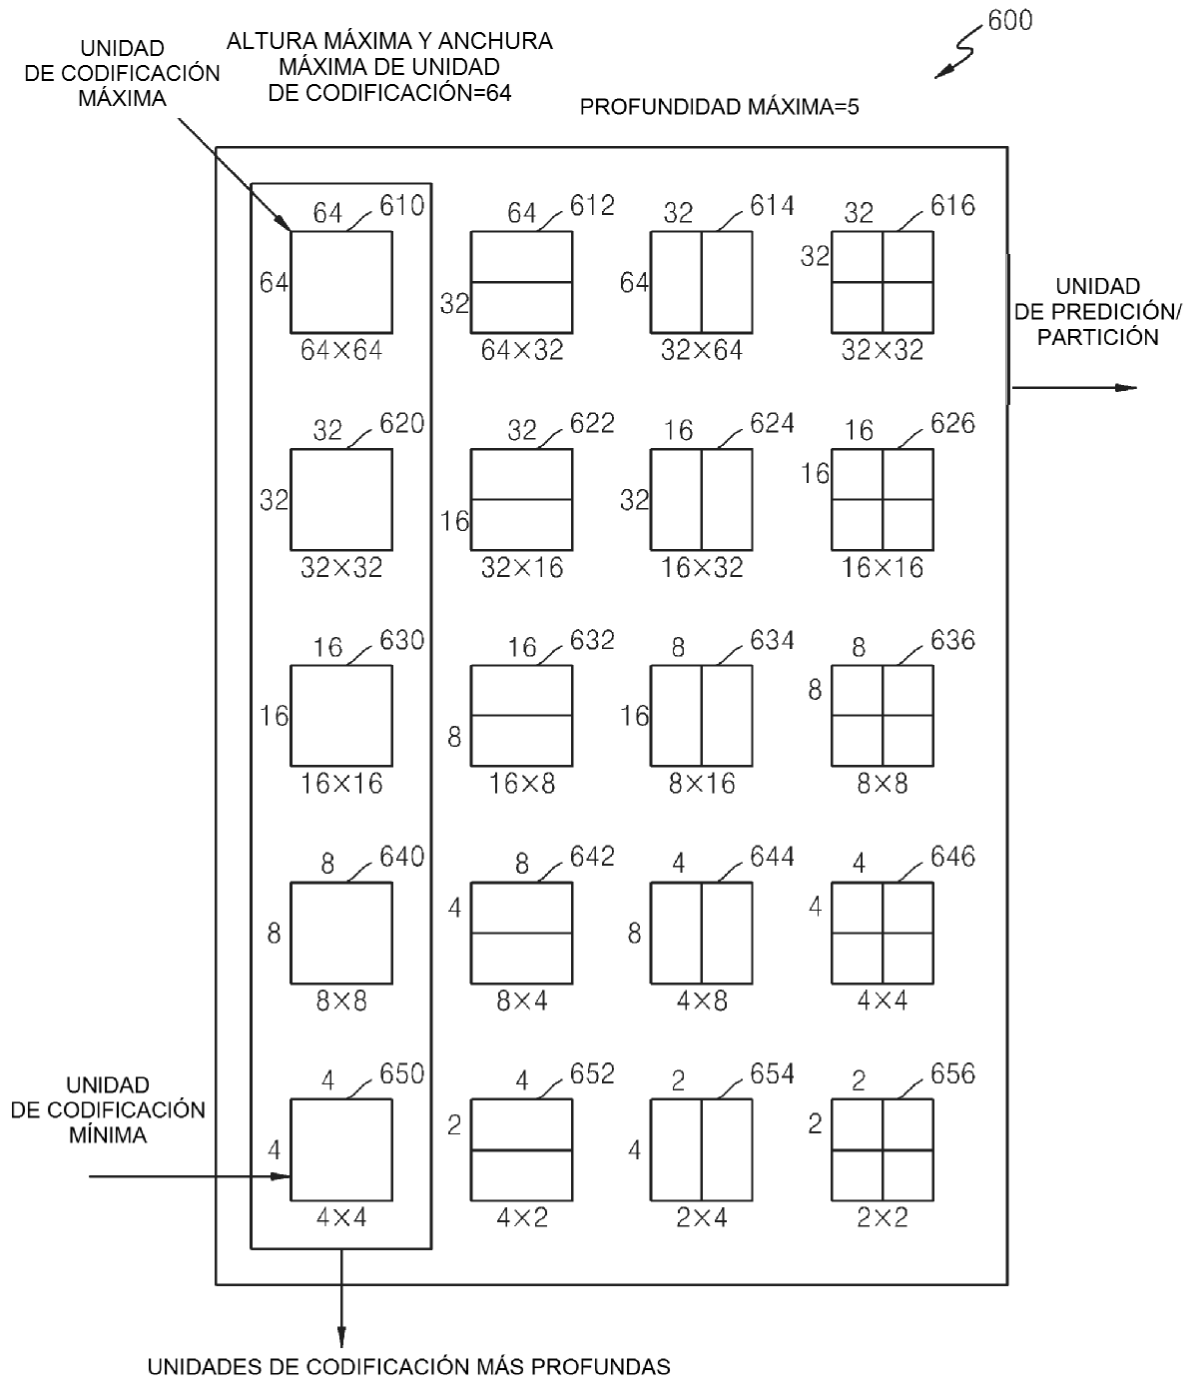 600
UNIDAD
DE CODIFICACIÓN
MÁXIMA
ALTURA MÁXIMA Y ANCHURA
MÁXIMA DE UNIDAD
DE CODIFICACIÓN=64
PROFUNDIDAD MÁXIMA=5
64 610 64 612 32 614 32 616
64 32 64 32
64×64 64×32 32×64 32×32
UNIDAD
DE PREDICIÓN/
PARTICIÓN
32 620 32 622 16 624 16 626
32 16 32 16
32×32 32×16 16×32 16×16
16 630 16 632 8 634 8 636
16 8 16 8
16×16 16×8 8×16 8×8
8 640 8 642 4 644 4 646
8 4 8 4
8×8 8×4 4×8 4×4
UNIDAD
DE CODIFICACIÓN
MÍNIMA
4 650 4 652 2 654 2 656
4 2 4 2
4×4 4×2 2×4 2×2
UNIDADES DE CODIFICACIÓN MÁS PROFUNDAS